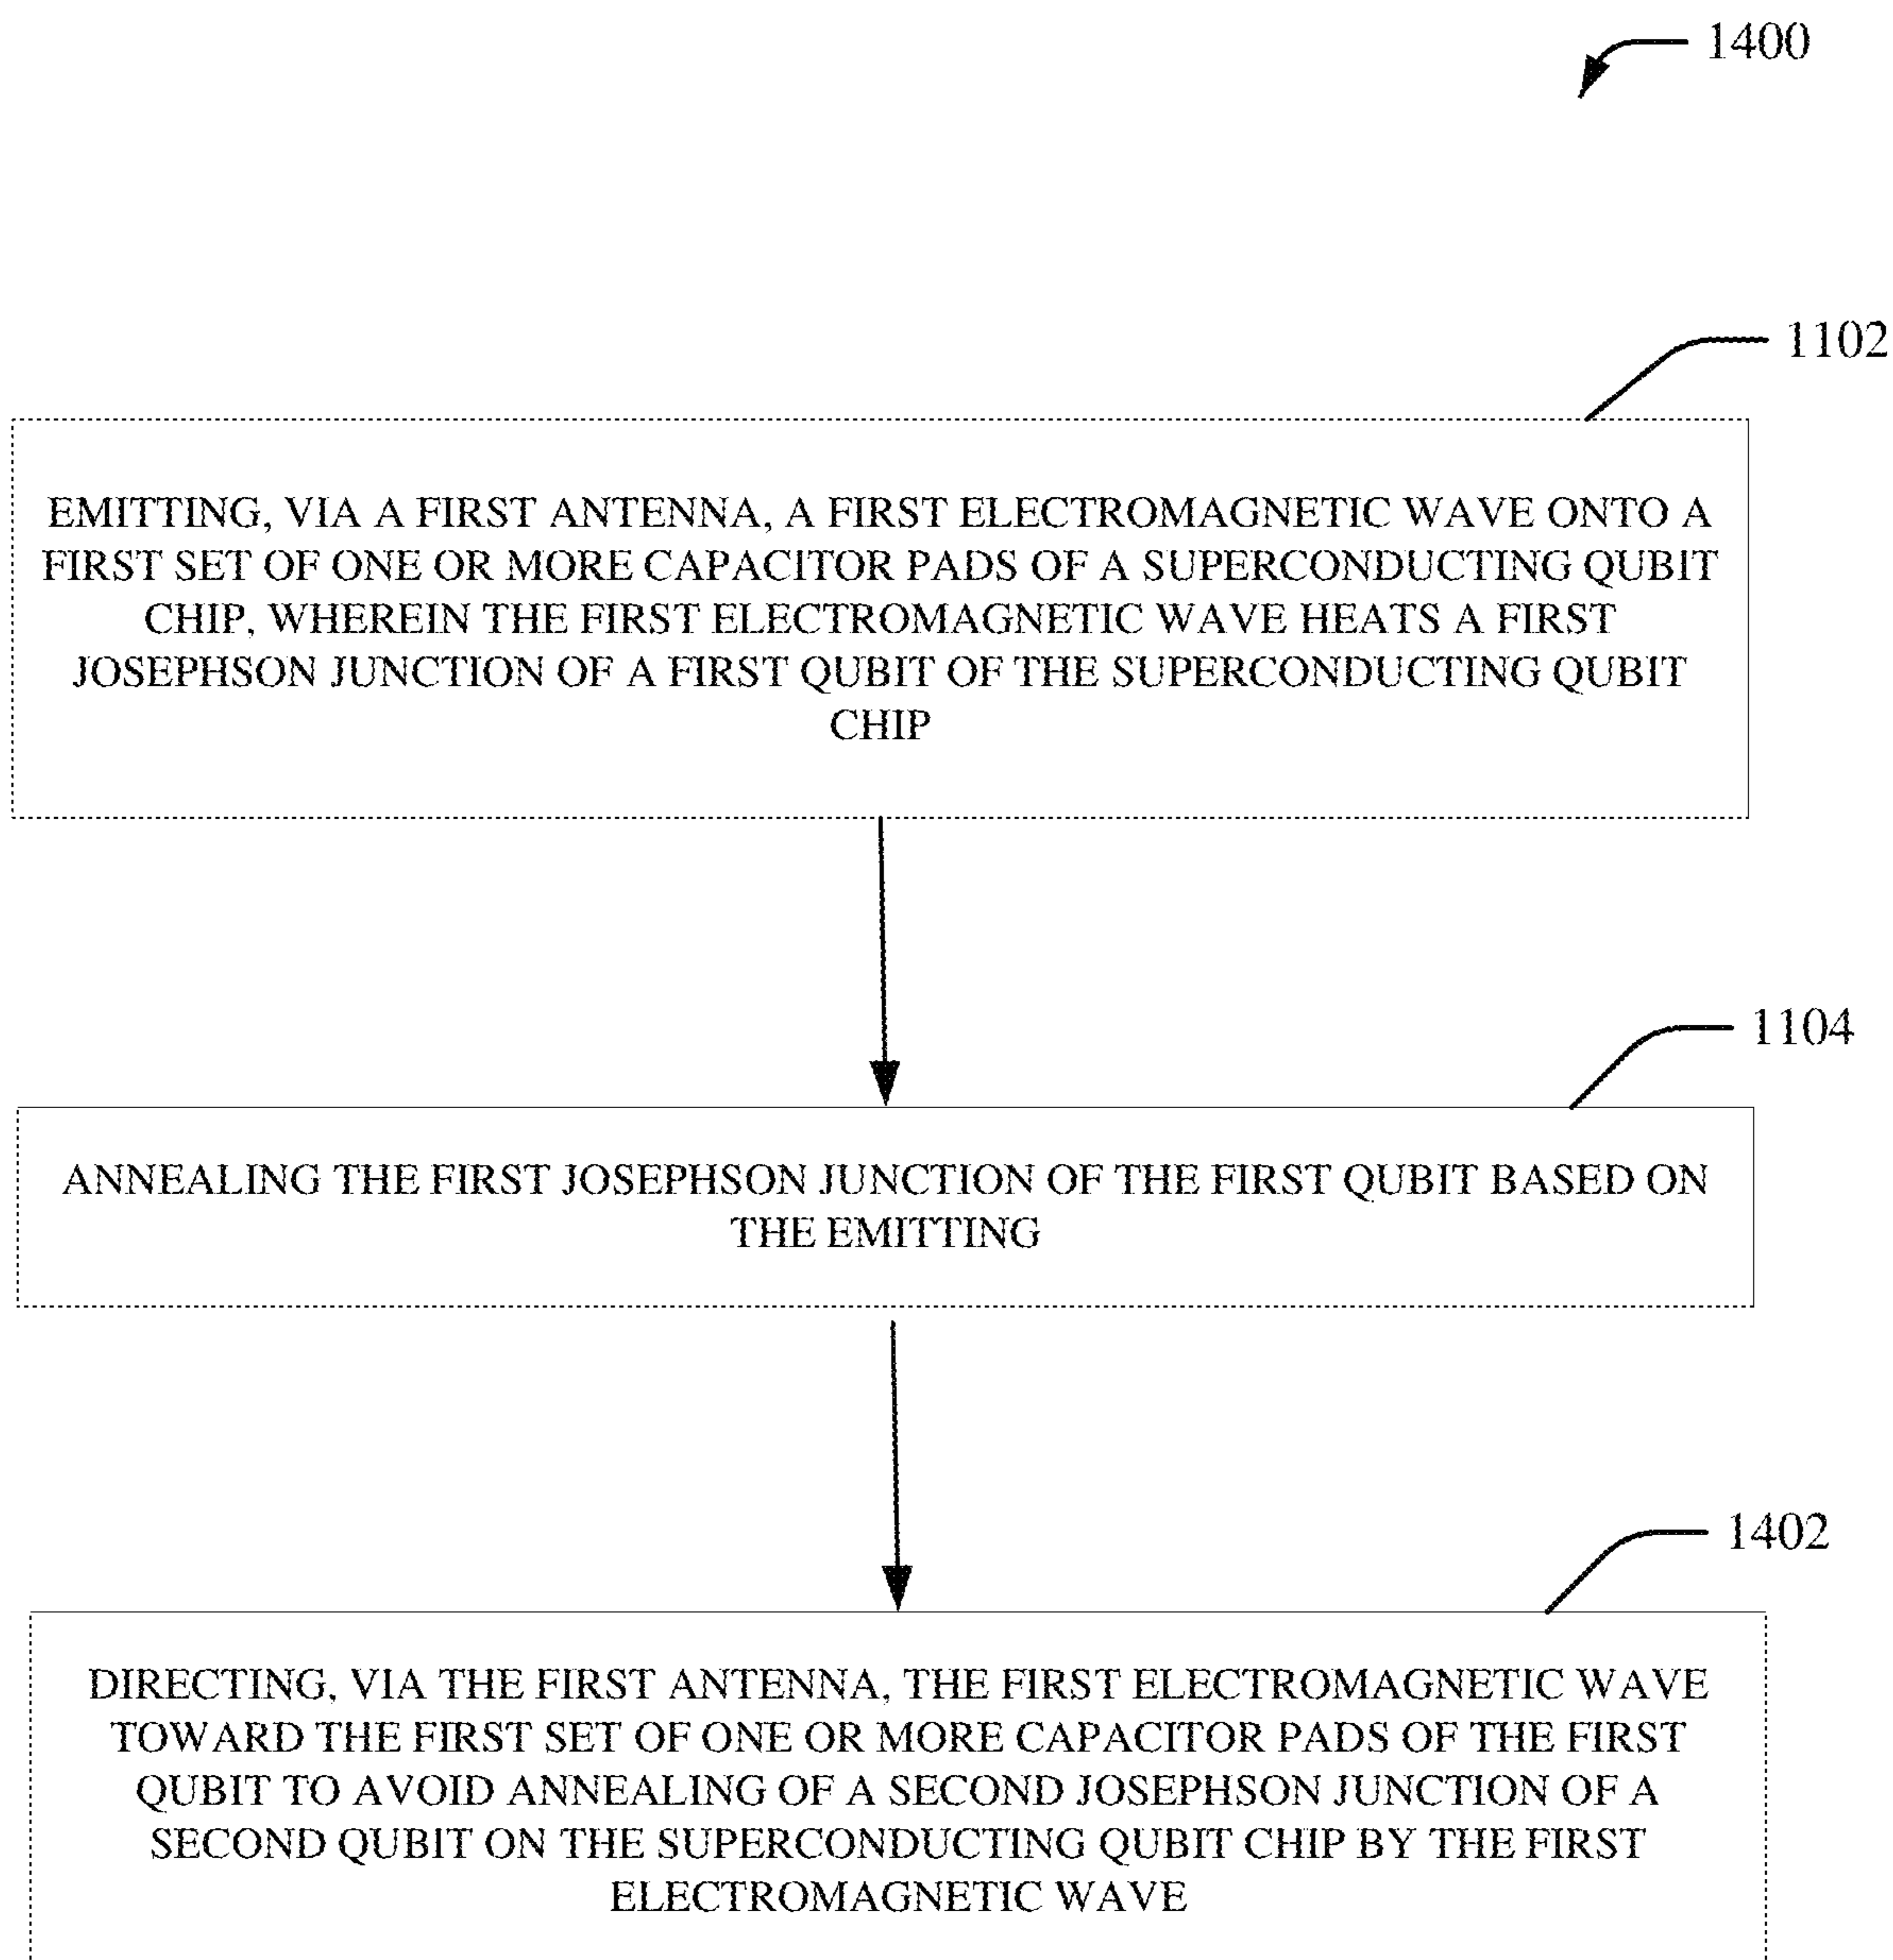 1400
1102
EMITTING, VIA A FIRST ANTENNA, A FIRST ELECTROMAGNETIC WAVE ONTO A
FIRST SET OF ONE OR MORE CAPACITOR PADS OF A SUPERCONDUCTING QUBIT
CHIP, WHEREIN THE FIRST ELECTROMAGNETIC WAVE HEATS A FIRST
JOSEPHSON JUNCTION OF A FIRST QUBIT OF THE SUPERCONDUCTING QUBIT
CHIP
1104
ANNEALING THE FIRST JOSEPHSON JUNCTION OF THE FIRST QUBIT BASED ON
THE EMITTING
1402
DIRECTING, VIA THE FIRST ANTENNA, THE FIRST ELECTROMAGNETIC WAVE
TOWARD THE FIRST SET OF ONE OR MORE CAPACITOR PADS OF THE FIRST
QUBIT TO AVOID ANNEALING OF A SECOND JOSEPHSON JUNCTION OF A
SECOND QUBIT ON THE SUPERCONDUCTING QUBIT CHIP BY THE FIRST
ELECTROMAGNETIC WAVE